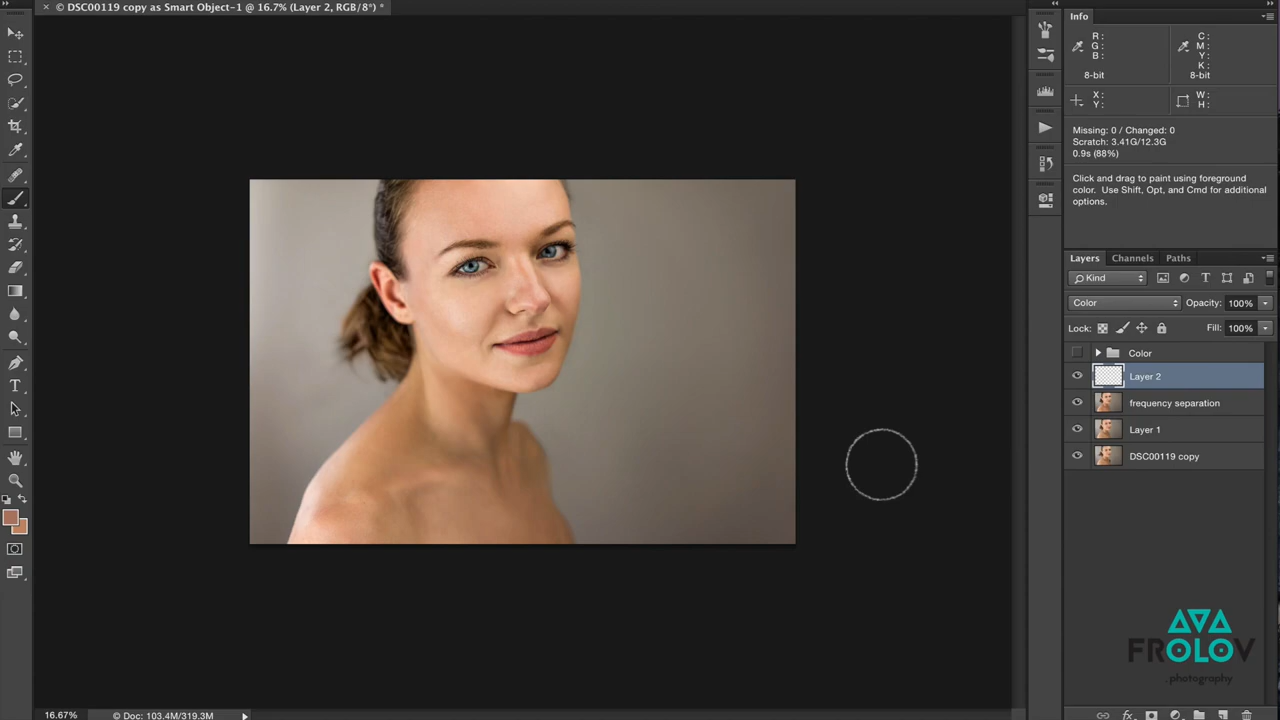 © DSC00119 copy as Smart Object-1 @ 16.7% (Layer 2, RGB/8*) *
Info
R :
G :
B :
8-bit
C :
M :
Y :
K :
8-bit
X :
Y :
W :
H :
Missing: 0 / Changed: 0
Scratch: 3.41G/12.3G
0.9s (88%)
Click and drag to paint using foreground
color. Use Shift, Opt, and Cmd for additional
options.
Layers Channels Paths
Kind
Color Opacity: 100%
Lock: Fill: 100%
Color
Layer 2
frequency separation
Layer 1
DSC00119 copy
FROLOV
.photography
16.67% © Doc: 103.4M/319.3M